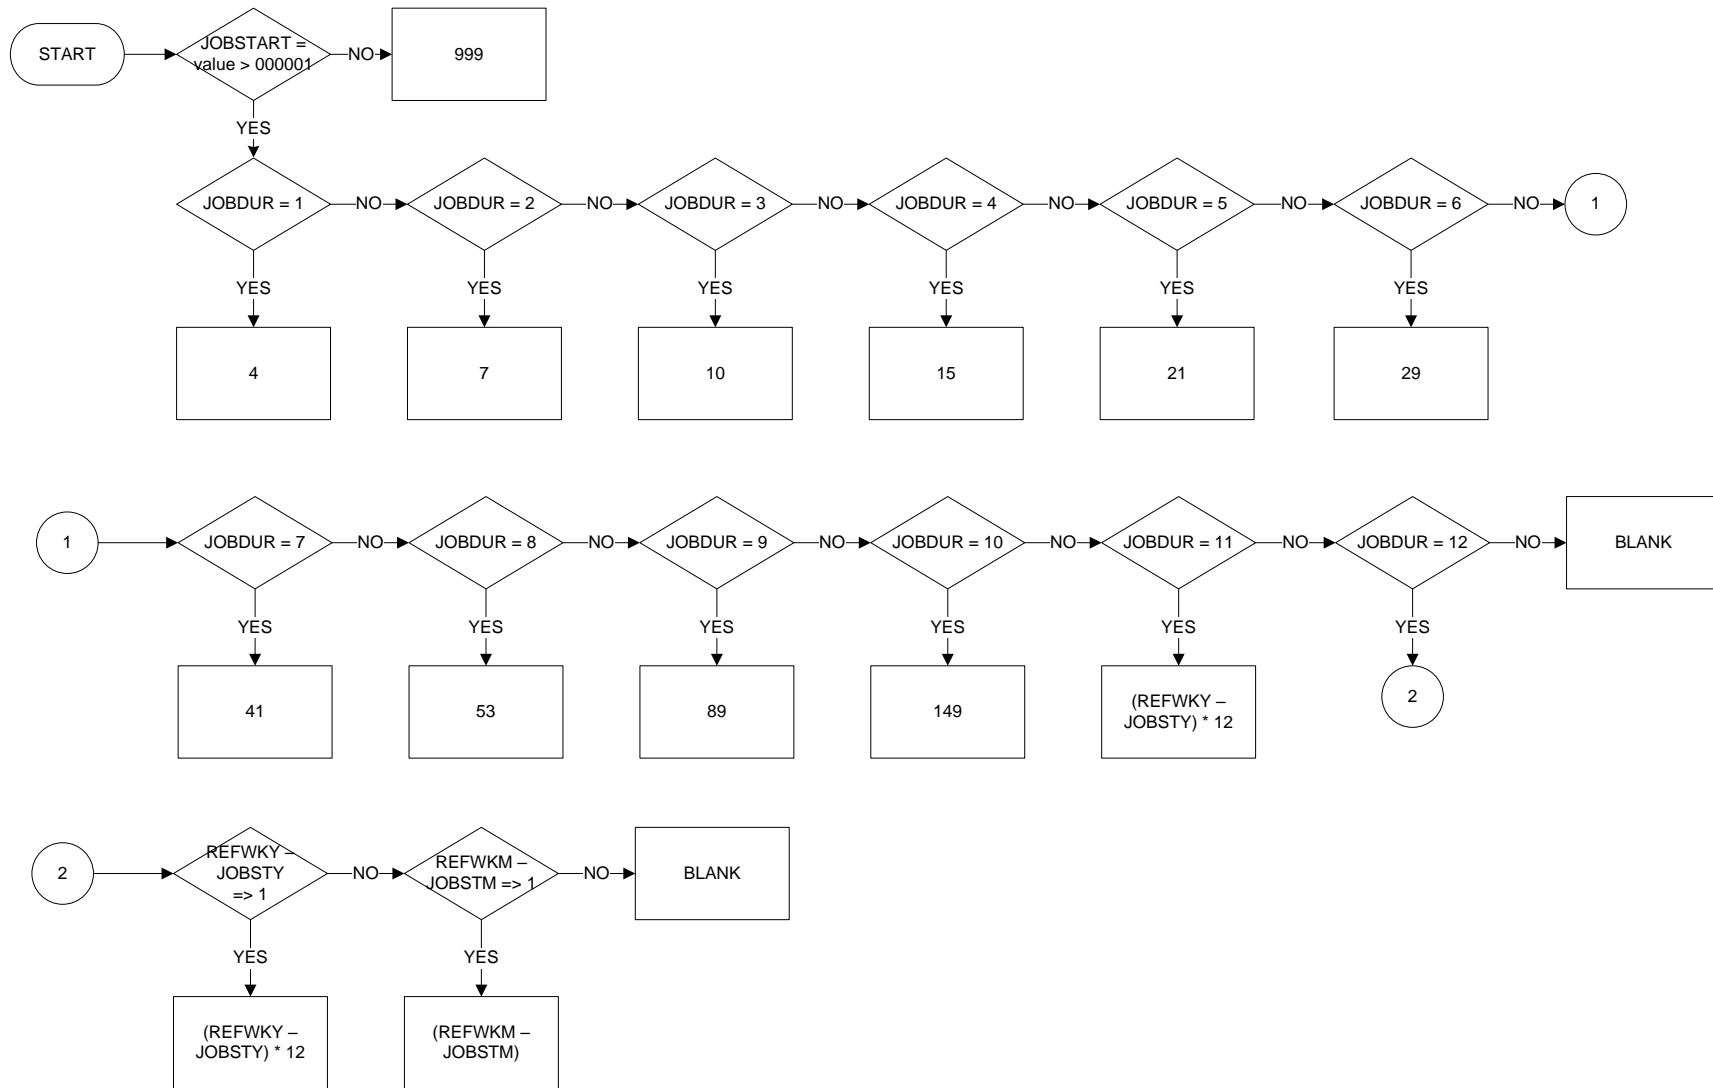 START
JOBSTART =
value > 000001
NO
999
YES
JOBDUR = 1
NO
JOBDUR = 2
NO
JOBDUR = 3
NO
JOBDUR = 4
NO
JOBDUR = 5
NO
JOBDUR = 6
NO
1
YES
YES
YES
YES
YES
YES
4
7
10
15
21
29
1
JOBDUR = 7
NO
JOBDUR = 8
NO
JOBDUR = 9
NO
JOBDUR = 10
NO
JOBDUR = 11
NO
JOBDUR = 12
NO
BLANK
YES
YES
YES
YES
YES
YES
41
53
89
149
(REFWKY –
JOBSTY) * 12
2
2
REFWKY –
JOBSTY
=> 1
NO
REFWKM –
JOBSTM => 1
NO
BLANK
YES
YES
(REFWKY –
JOBSTY) * 12
(REFWKM –
JOBSTM)